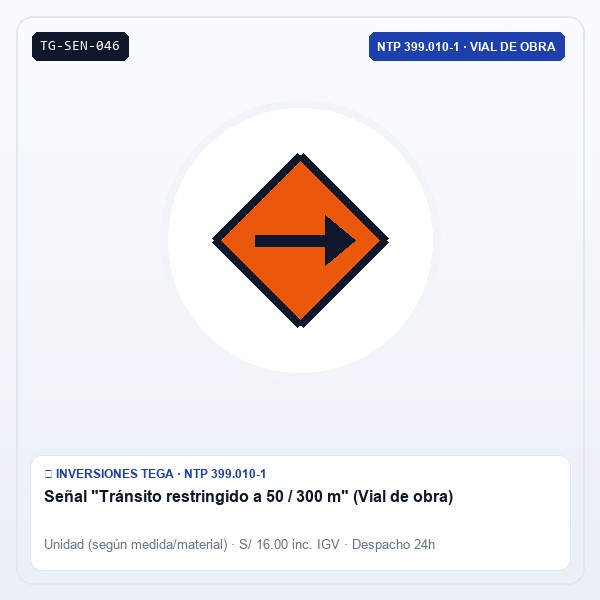 TG-SEN-046
NTP 399.010-1 · VIAL DE OBRA
□ INVERSIONES TEGA · NTP 399.010-1
Señal "Tránsito restringido a 50 / 300 m" (Vial de obra)
Unidad (según medida/material) · S/ 16.00 inc. IGV · Despacho 24h